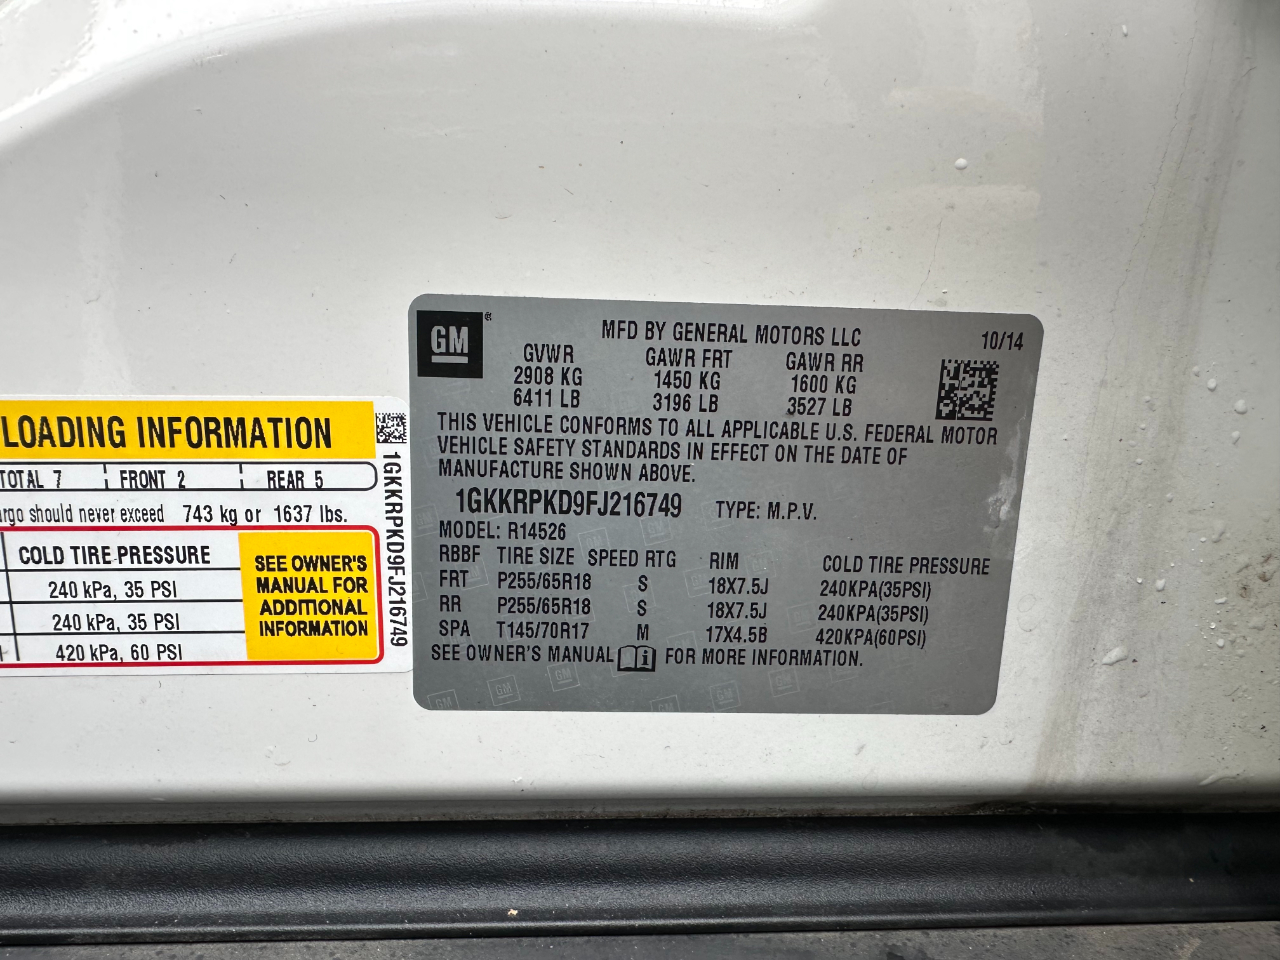 LOADING INFORMATION
TOTAL 7 FRONT 2 REAR 5
cargo should never exceed 743 kg or 1637 lbs.
COLD TIRE PRESSURE
240 kPa, 35 PSI
240 kPa, 35 PSI
420 kPa, 60 PSI
SEE OWNER'S
MANUAL FOR
ADDITIONAL
INFORMATION
1GKKRPKD9FJ216749
GM
MFD BY GENERAL MOTORS LLC 10/14
GVWR GAWR FRT GAWR RR
2908 KG 1450 KG 1600 KG
6411 LB 3196 LB 3527 LB
THIS VEHICLE CONFORMS TO ALL APPLICABLE U.S. FEDERAL MOTOR
VEHICLE SAFETY STANDARDS IN EFFECT ON THE DATE OF
MANUFACTURE SHOWN ABOVE.
1GKKRPKD9FJ216749 TYPE: M.P.V.
MODEL: R14526
RBBF TIRE SIZE SPEED RTG RIM COLD TIRE PRESSURE
FRT P255/65R18 S 18X7.5J 240KPA(35PSI)
RR P255/65R18 S 18X7.5J 240KPA(35PSI)
SPA T145/70R17 M 17X4.5B 420KPA(60PSI)
SEE OWNER'S MANUAL i FOR MORE INFORMATION.